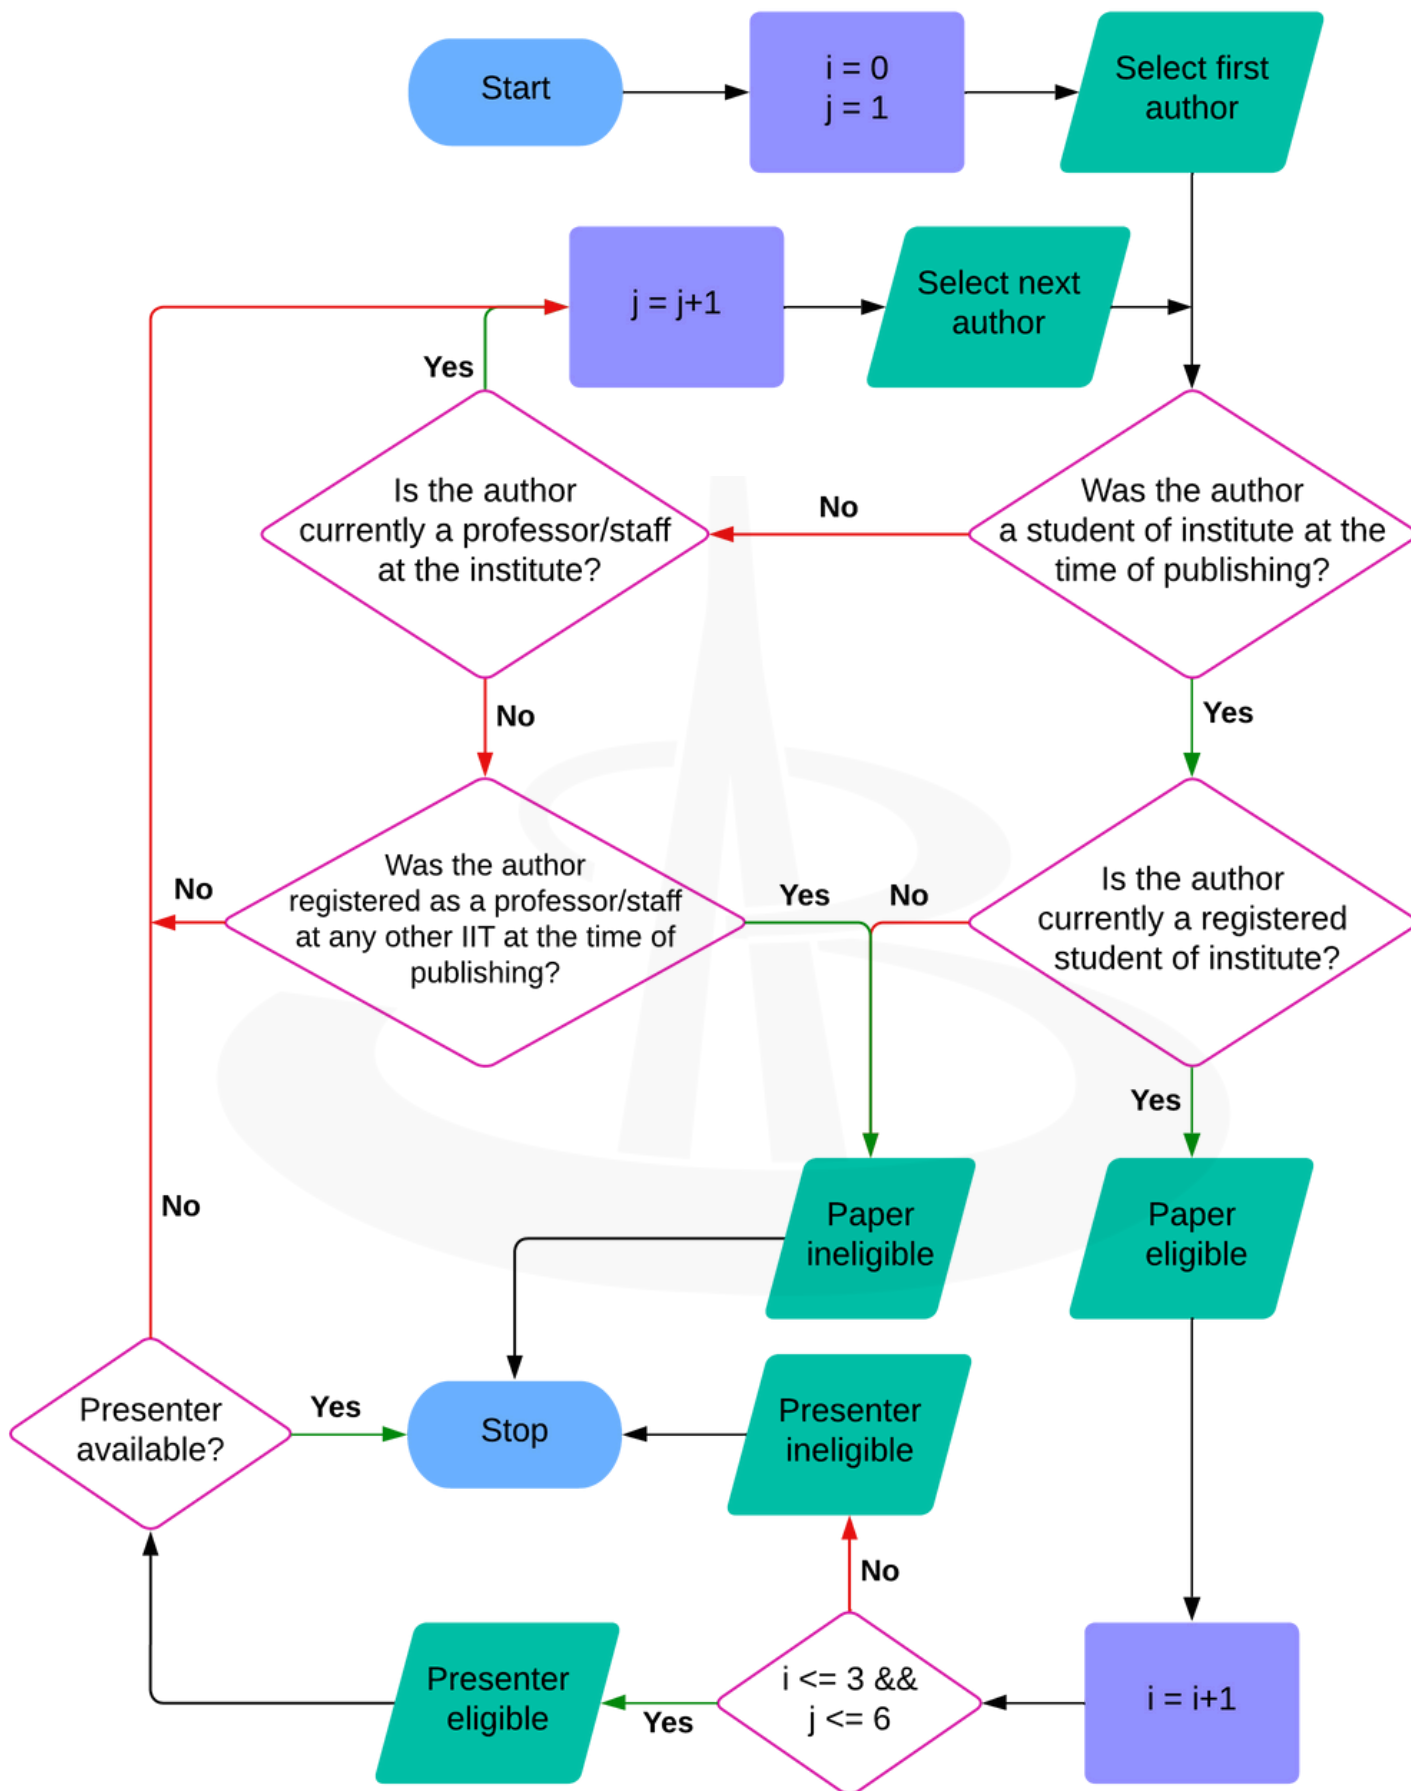 Start
i = 0
j = 1
Select first
author
j = j+1
Select next
author
Yes
Is the author
currently a professor/staff
at the institute?
No
Was the author
a student of institute at the
time of publishing?
No
Yes
Was the author
registered as a professor/staff
at any other IIT at the time of
publishing?
No
Yes
No
Is the author
currently a registered
student of institute?
Yes
No
Paper
ineligible
Paper
eligible
Presenter
available?
Yes
Stop
Presenter
ineligible
No
Presenter
eligible
Yes
i <= 3 &&
j <= 6
i = i+1